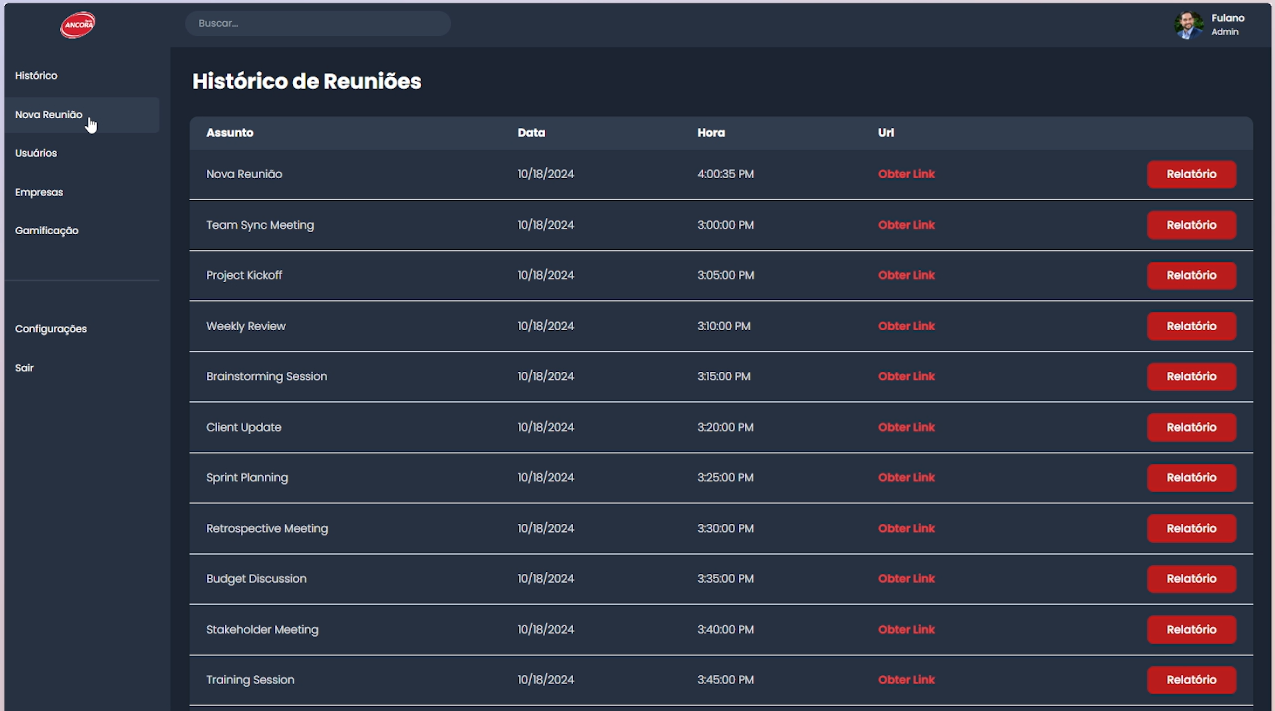 ANCORA
Buscar...
Fulano
Admin
Histórico
Nova Reunião
Usuários
Empresas
Gamificação
Configurações
Sair
Histórico de Reuniões
Assunto Data Hora Url
Nova Reunião 10/18/2024 4:00:35 PM Obter Link Relatório
Team Sync Meeting 10/18/2024 3:00:00 PM Obter Link Relatório
Project Kickoff 10/18/2024 3:05:00 PM Obter Link Relatório
Weekly Review 10/18/2024 3:10:00 PM Obter Link Relatório
Brainstorming Session 10/18/2024 3:15:00 PM Obter Link Relatório
Client Update 10/18/2024 3:20:00 PM Obter Link Relatório
Sprint Planning 10/18/2024 3:25:00 PM Obter Link Relatório
Retrospective Meeting 10/18/2024 3:30:00 PM Obter Link Relatório
Budget Discussion 10/18/2024 3:35:00 PM Obter Link Relatório
Stakeholder Meeting 10/18/2024 3:40:00 PM Obter Link Relatório
Training Session 10/18/2024 3:45:00 PM Obter Link Relatório